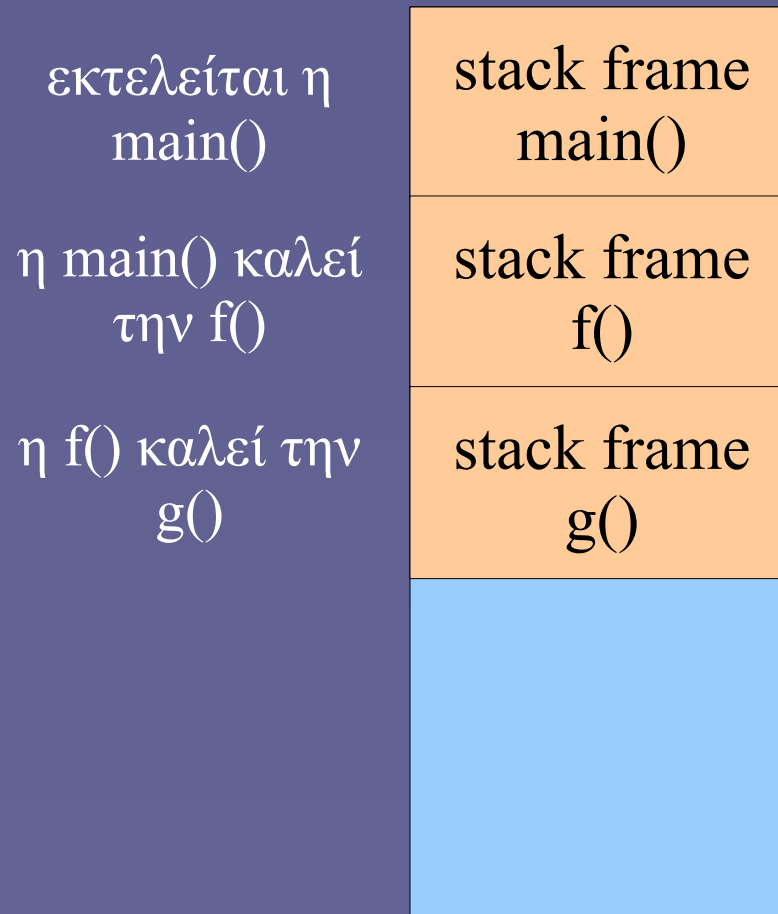 εκτελείται η
main()
stack frame
main()
η main() καλεί
την f()
stack frame
f()
η f() καλεί την
g()
stack frame
g()